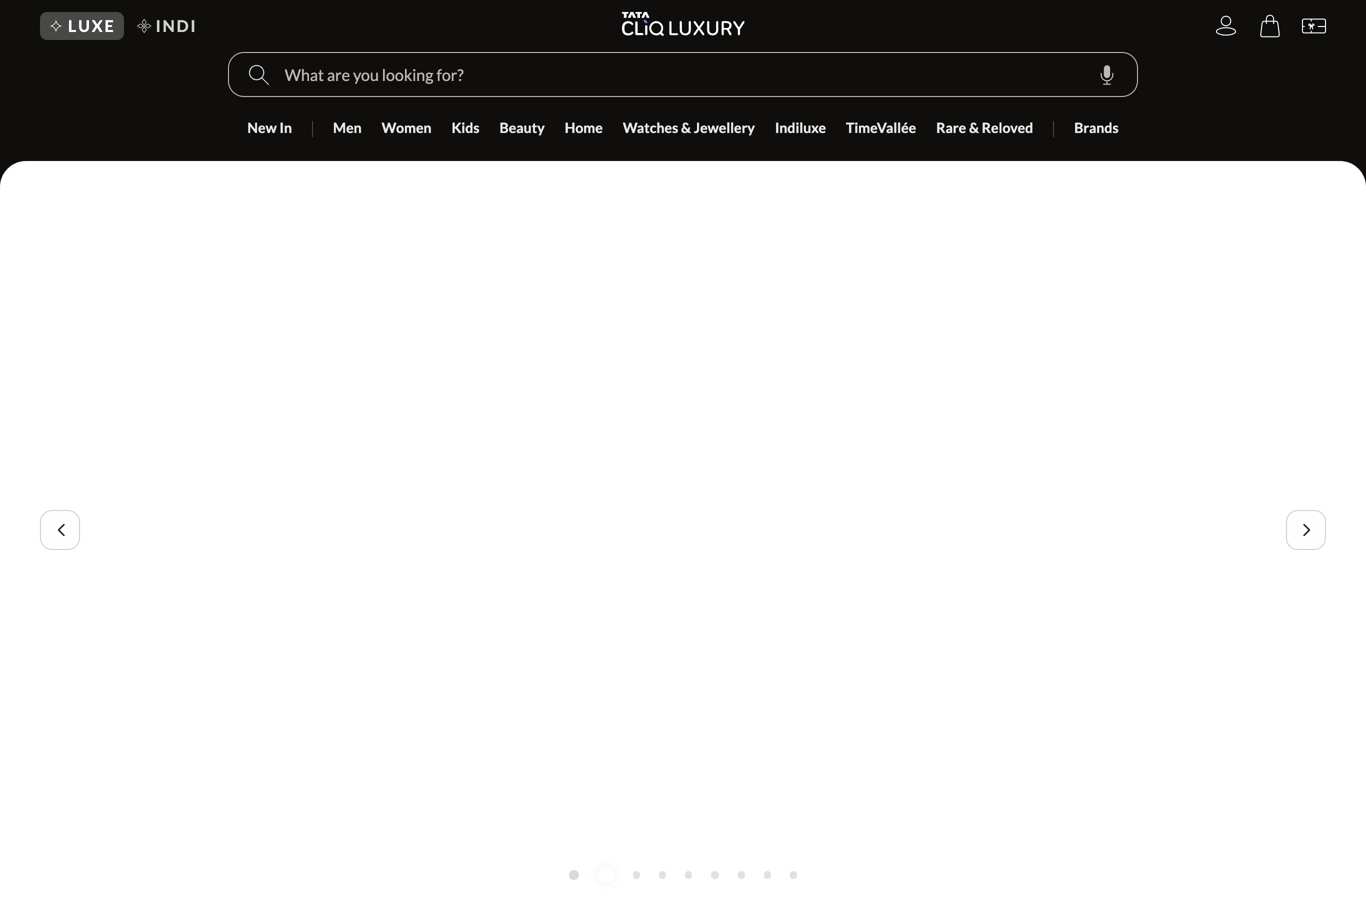 LUXE
INDI
TATA
CLiQ LUXURY
What are you looking for?
New In
Men
Women
Kids
Beauty
Home
Watches & Jewellery
Indiluxe
TimeVallée
Rare & Reloved
Brands